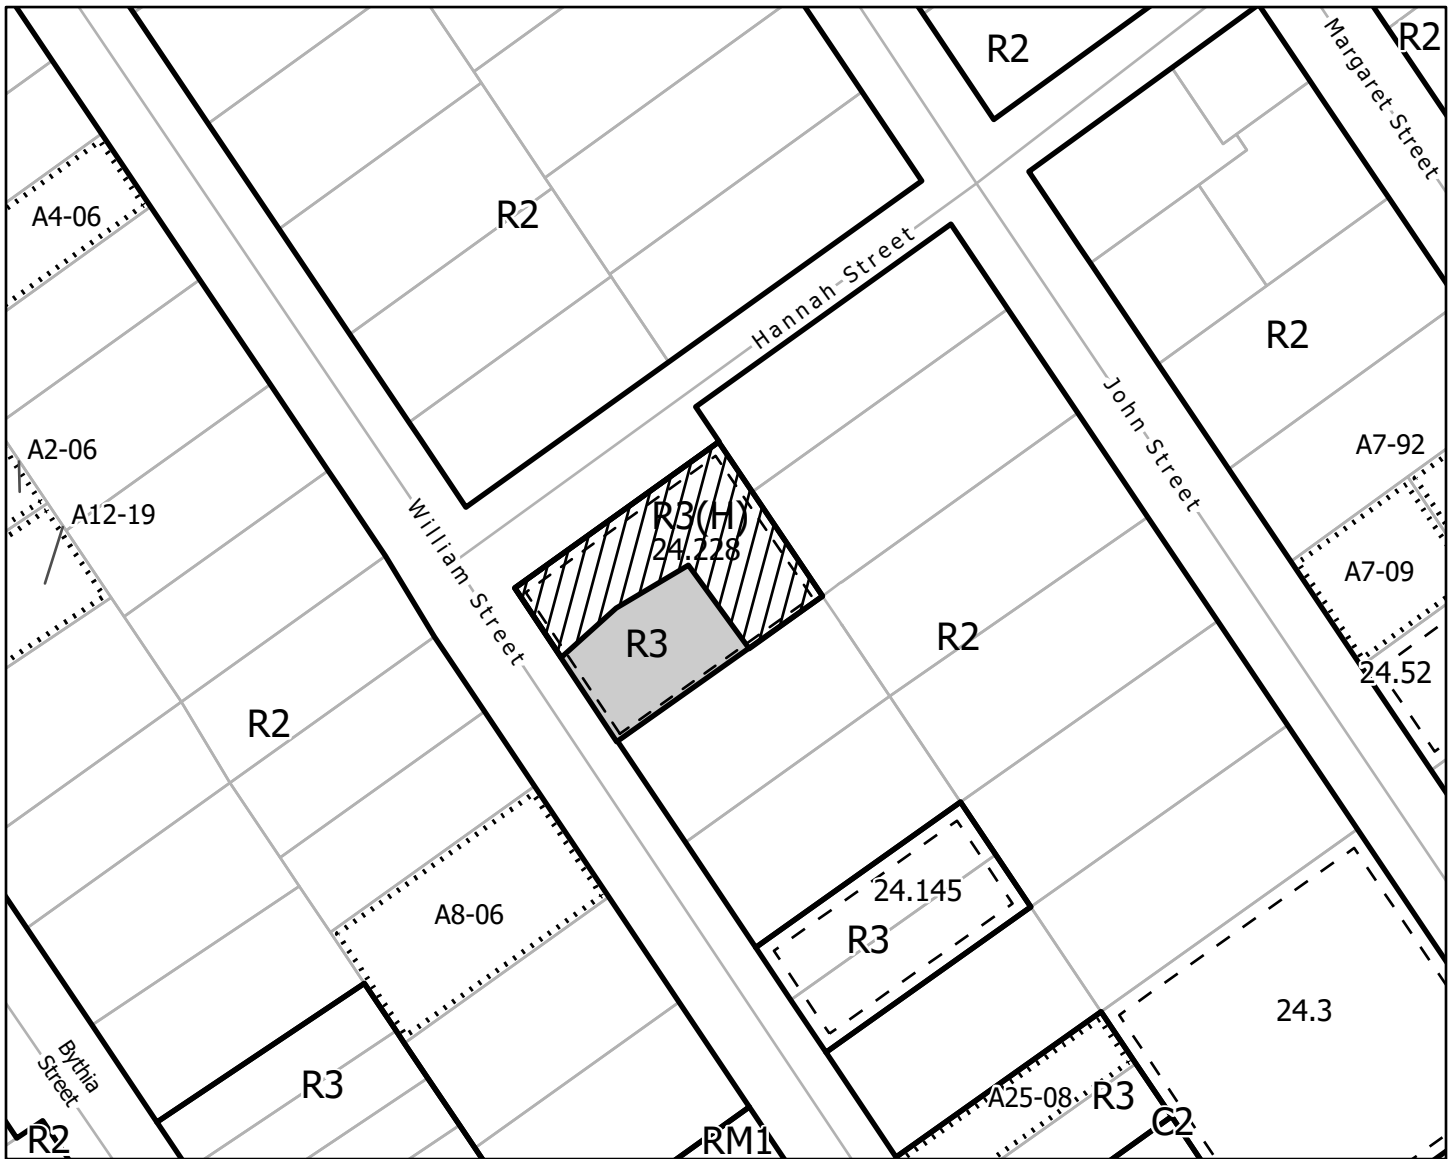 R2
R2
Margaret Street
A4-06
R2
Hannah Street
R2
John Street
A2-06
A7-92
A12-19
William Street
R3(H)
24.228
A7-09
R3
R2
24.52
R2
24.145
A8-06
R3
24.3
Bythia
Street
R3
A25-08
R3
C2
R2
RM1